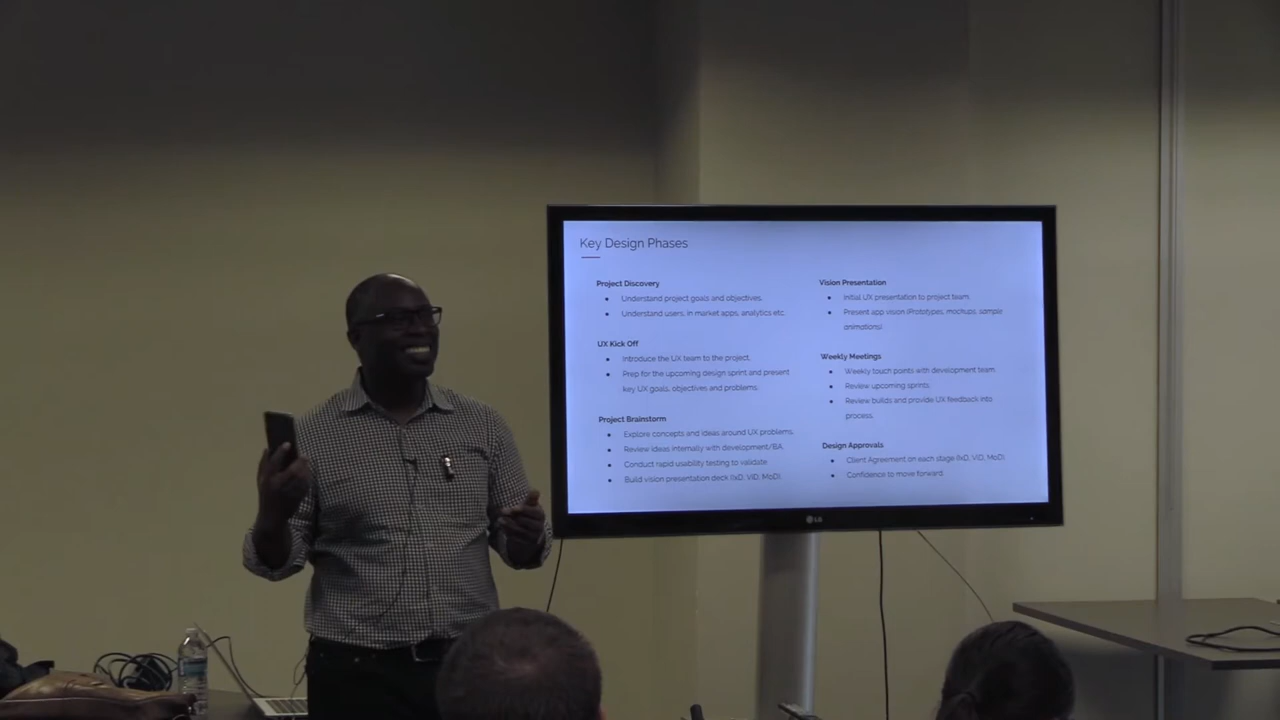 Key Design Phases
Project Discovery
Understand project goals and objectives.
Understand users, in market apps, analytics etc.
UX Kick Off
Introduce the UX team to the project.
Prep for the upcoming design sprint and present
key UX goals, objectives and problems.
Project Brainstorm
Explore concepts and ideas around UX problems.
Review ideas internally with development/BA.
Conduct rapid usability testing to validate
Build vision presentation deck (IxD, VID, MoD).
Vision Presentation
Initial UX presentation to project team.
Present app vision (Prototypes, mockups, sample
animations).
Weekly Meetings
Weekly touch points with development team.
Review upcoming sprints.
Review builds and provide UX feedback into
process.
Design Approvals
Client Agreement on each stage (IxD, VID, MoD).
Confidence to move forward.
LG